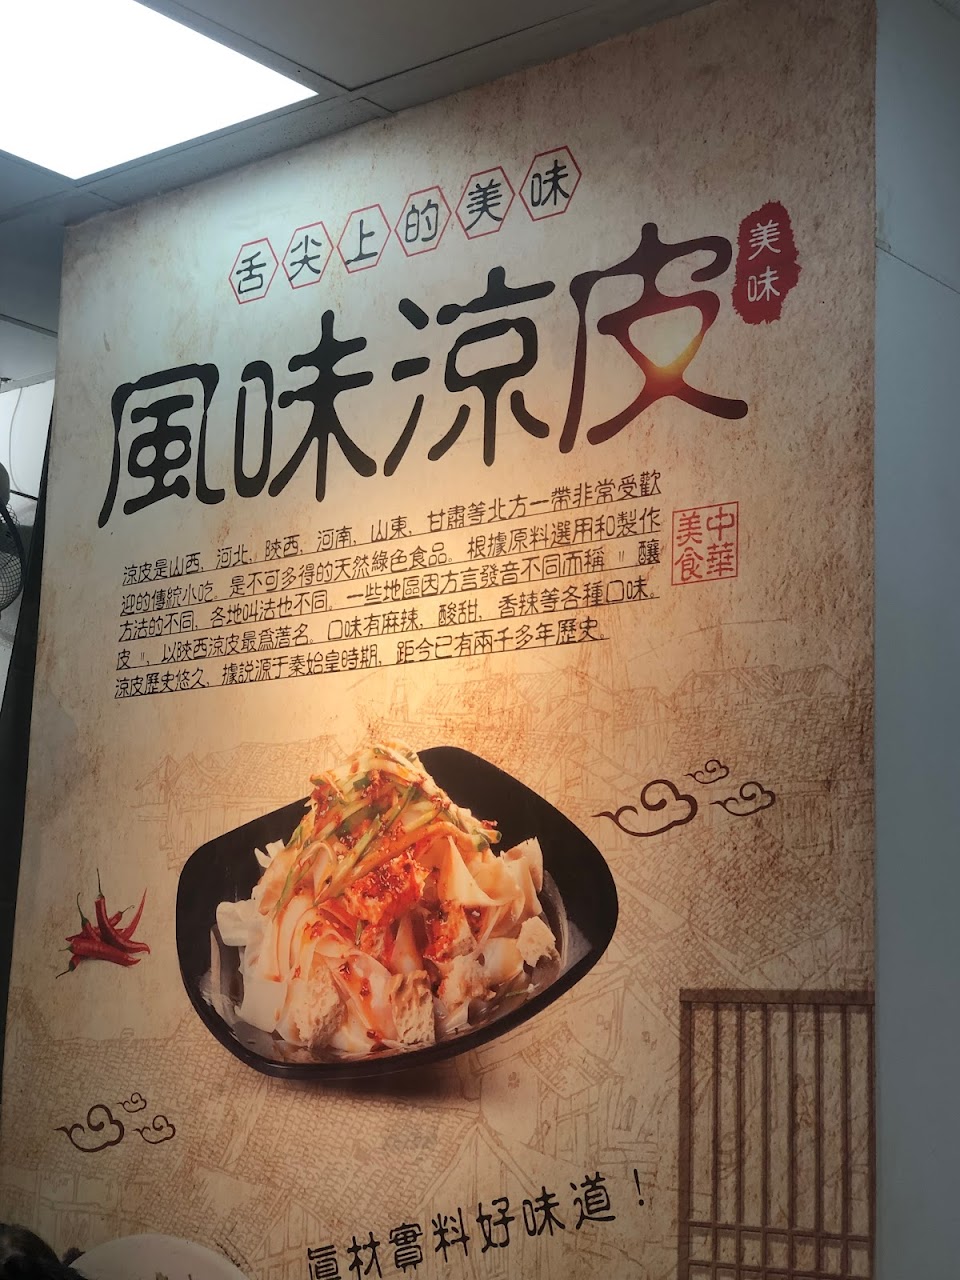 舌尖上的美味
風味涼皮
美味
涼皮是山西、河北、陝西、河南、山東、甘肅等北方一帶非常受歡
迎的傳統小吃。是不可多得的天然綠色食品。根據原料選用和製作
方法的不同，各地叫法也不同。一些地區因方言發音不同而稱"釀
皮"，以陝西涼皮最爲著名。口味有麻辣，酸甜，香辣等各種口味。
涼皮歷史悠久，據説源于秦始皇時期，距今已有兩千多年歷史。
中華
美食
真材實料好味道！